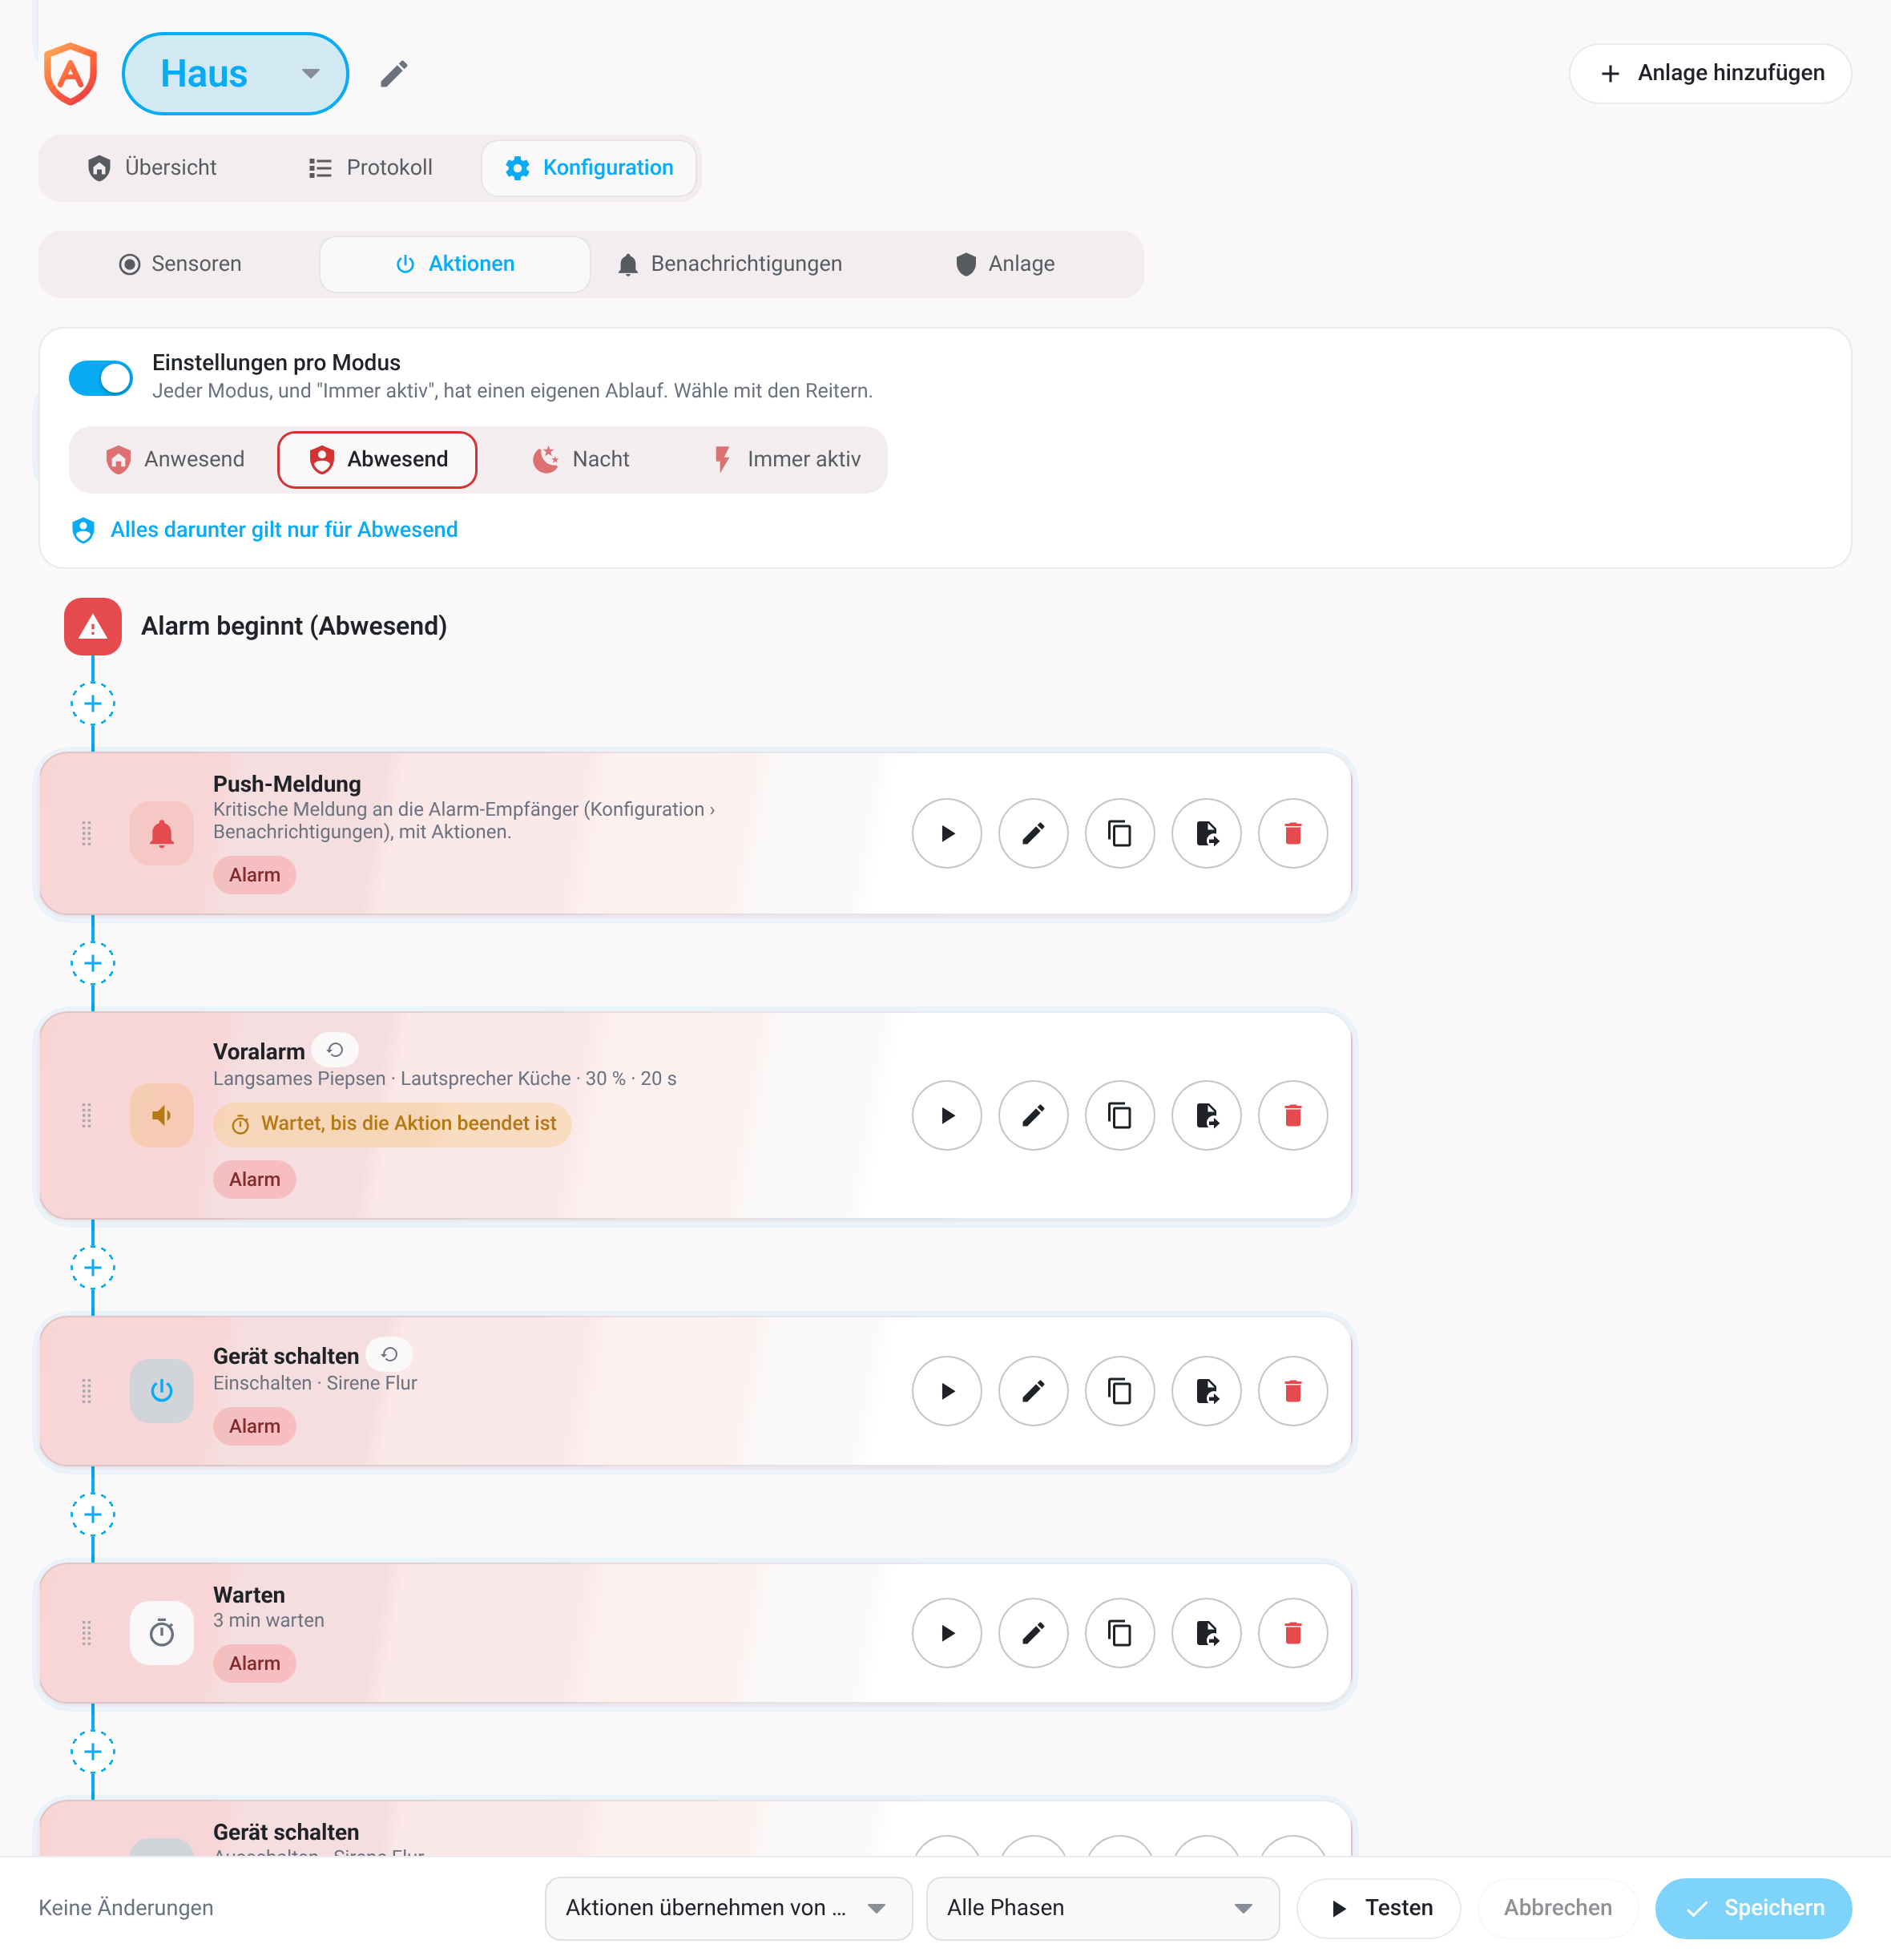 Haus
Anlage hinzufügen
Übersicht
Protokoll
Konfiguration
Sensoren
Aktionen
Benachrichtigungen
Anlage
Einstellungen pro Modus
Jeder Modus, und "Immer aktiv", hat einen eigenen Ablauf. Wähle mit den Reitern.
Anwesend
Abwesend
Nacht
Immer aktiv
Alles darunter gilt nur für Abwesend
Alarm beginnt (Abwesend)
Push-Meldung
Kritische Meldung an die Alarm-Empfänger (Konfiguration ›
Benachrichtigungen), mit Aktionen.
Alarm
Voralarm
Langsames Piepsen · Lautsprecher Küche · 30 % · 20 s
Wartet, bis die Aktion beendet ist
Alarm
Gerät schalten
Einschalten · Sirene Flur
Alarm
Warten
3 min warten
Alarm
Gerät schalten
Ausschalten · Sirene Flur
Keine Änderungen
Aktionen übernehmen von ...
Alle Phasen
Testen
Abbrechen
Speichern